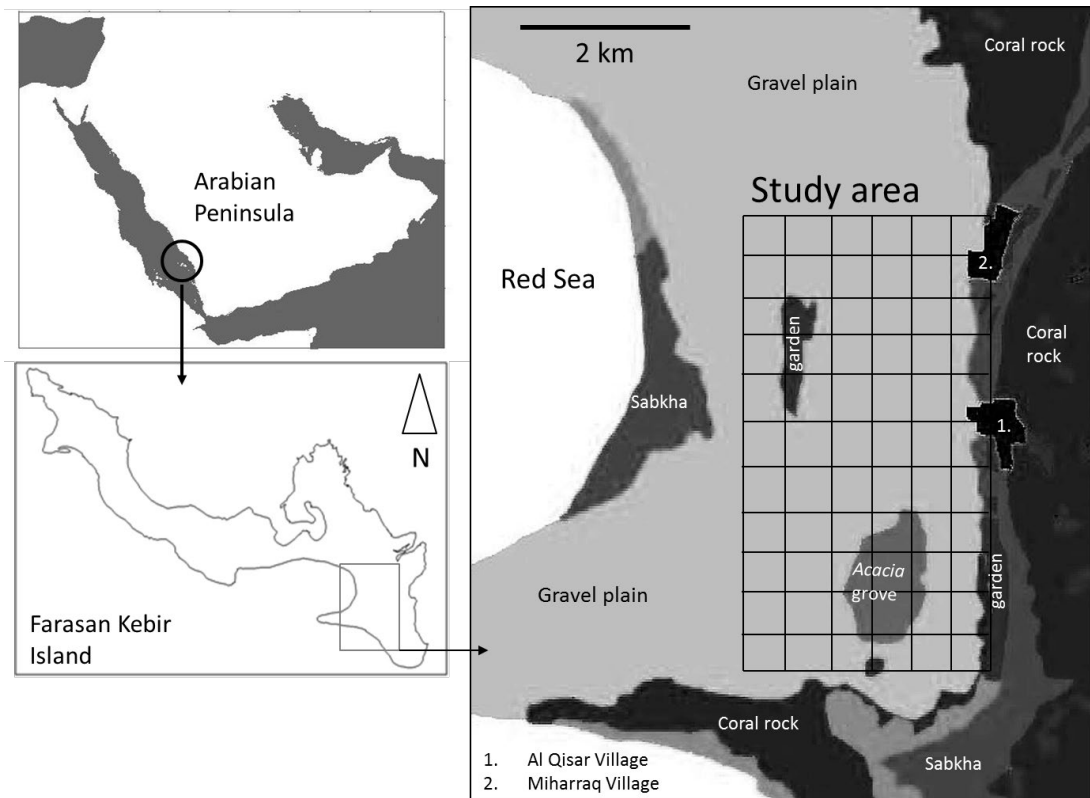 Arabian
Peninsula
N
Farasan Kebir
Island
2 km
Coral rock
Gravel plain
Study area
2.
Red Sea
garden
Coral
rock
Sabkha
1.
Acacia
grove
garden
Gravel plain
Coral rock
Sabkha
1. Al Qisar Village
2. Miharraq Village